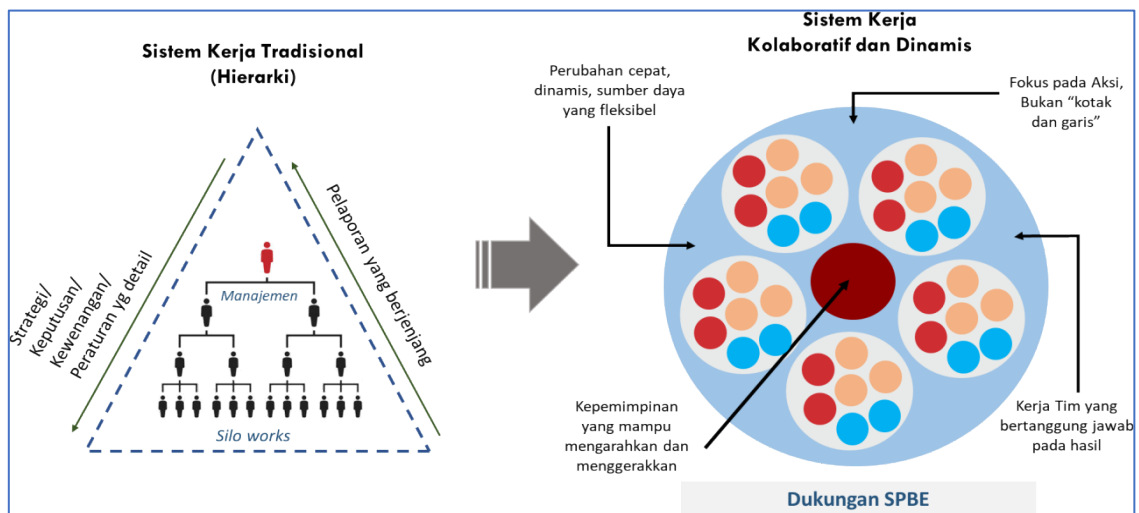 Sistem Kerja Tradisional
(Hierarki)
Strategi/
Keputusan/
Kewenangan/
Peraturan yg detail
Pelaporan yang berjenjang
Manajemen
Silo works
Sistem Kerja
Kolaboratif dan Dinamis
Perubahan cepat,
dinamis, sumber daya
yang fleksibel
Fokus pada Aksi,
Bukan “kotak
dan garis”
Kepemimpinan
yang mampu
mengarahkan dan
menggerakkan
Kerja Tim yang
bertanggung jawab
pada hasil
Dukungan SPBE